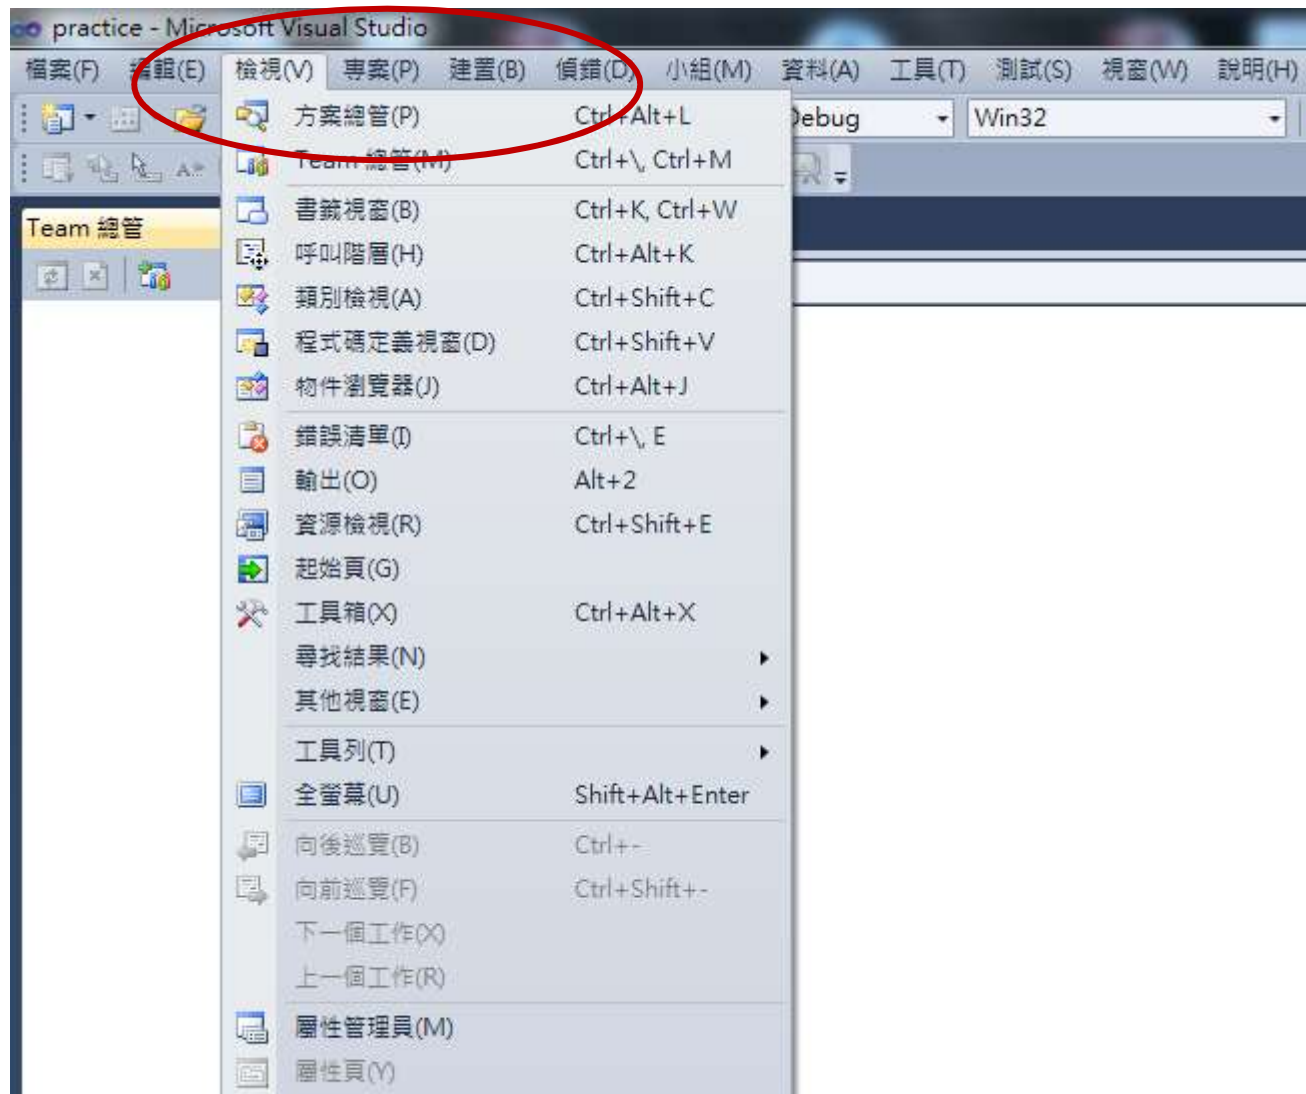 practice - Microsoft Visual Studio
檔案(F) 編輯(E) 檢視(V) 專案(P) 建置(B) 偵錯(D) 小組(M) 資料(A) 工具(T) 測試(S) 視窗(W) 說明(H)
方案總管(P) Ctrl+Alt+L Debug Win32
Team 總管(M) Ctrl+\, Ctrl+M
Team 總管
書籤視窗(B) Ctrl+K, Ctrl+W
呼叫階層(H) Ctrl+Alt+K
類別檢視(A) Ctrl+Shift+C
程式碼定義視窗(D) Ctrl+Shift+V
物件瀏覽器(J) Ctrl+Alt+J
錯誤清單(I) Ctrl+\, E
輸出(O) Alt+2
資源檢視(R) Ctrl+Shift+E
起始頁(G)
工具箱(X) Ctrl+Alt+X
尋找結果(N)
其他視窗(E)
工具列(T)
全螢幕(U) Shift+Alt+Enter
向後巡覽(B) Ctrl+-
向前巡覽(F) Ctrl+Shift+-
下一個工作(X)
上一個工作(R)
屬性管理員(M)
屬性頁(Y)